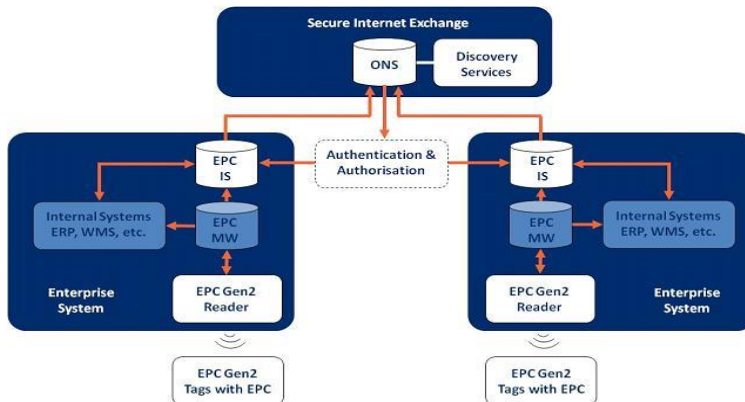 Secure Internet Exchange
ONS
Discovery
Services
EPC
IS
Authentication &
Authorisation
EPC
IS
Internal Systems
ERP, WMS, etc.
EPC
MW
EPC
MW
Internal Systems
ERP, WMS, etc.
Enterprise
System
EPC Gen2
Reader
EPC Gen2
Reader
Enterprise
System
EPC Gen2
Tags with EPC
EPC Gen2
Tags with EPC